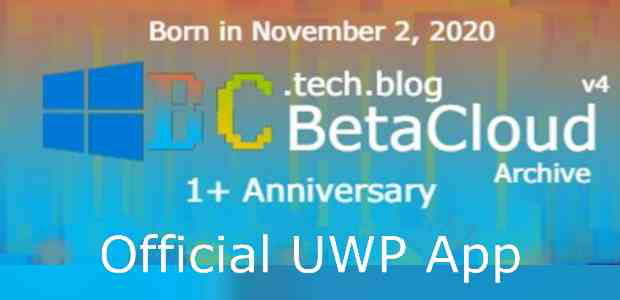 Born in November 2, 2020
BC .tech.blog v4
BetaCloud
Archive
1+ Anniversary
Official UWP App